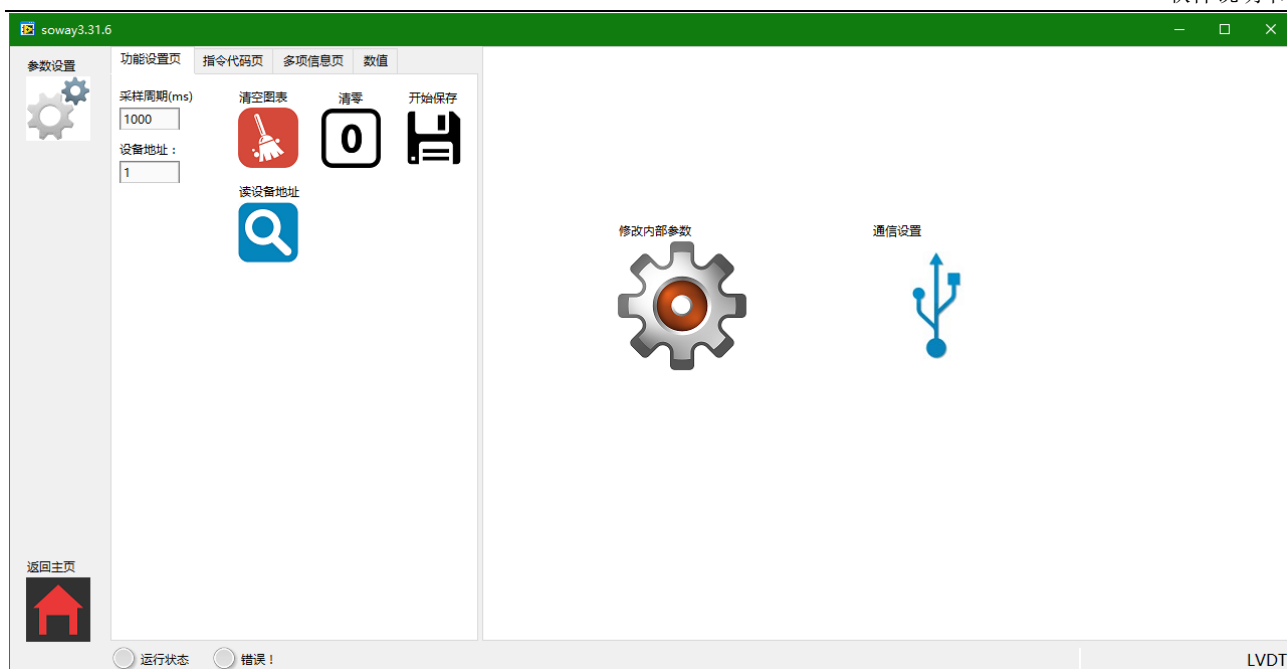 soway3.31.6
参数设置
功能设置页 指令代码页 多项信息页 数值
采样周期(ms) 清空图表 清零 开始保存
1000
0
设备地址：
1
读设备地址
修改内部参数 通信设置
返回主页
运行状态 错误！
LVDT